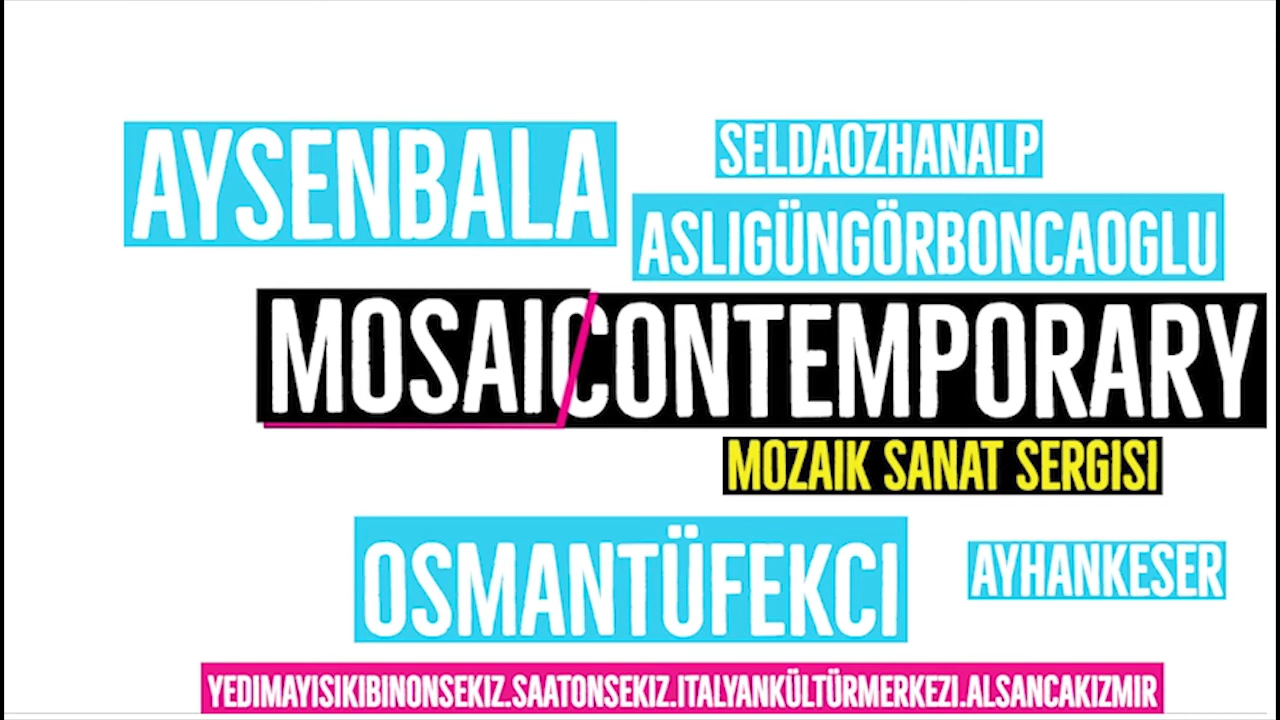 AYSENBALA
SELDAOZHANALP
ASLIGÜNGÖRBONCAOGLU
MOSAICONTEMPORARY
MOZAIK SANAT SERGISI
OSMANTÜFEKCI
AYHANKESER
YEDIMAYISIKIBINONSEKIZ.SAATONSEKIZ.ITALYANKÜLTÜRMERKEZI.ALSANCAKIZMIR